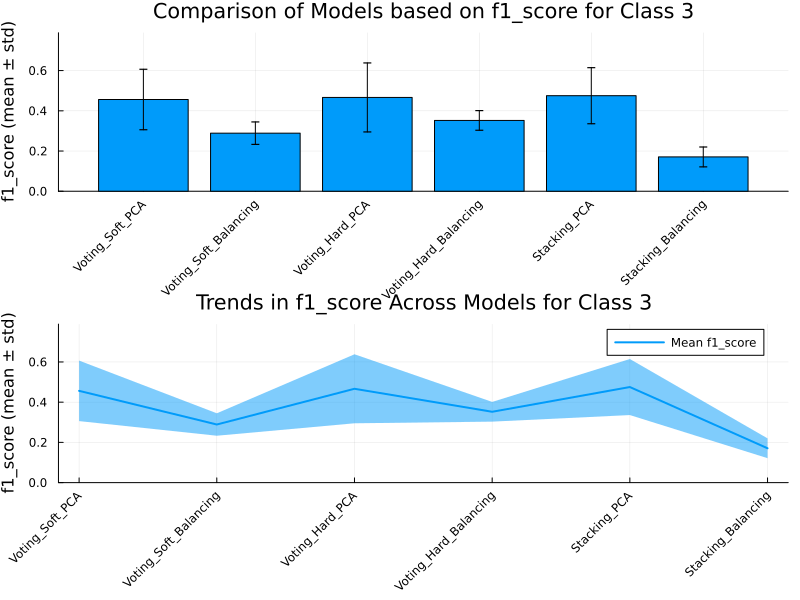 Comparison of Models based on f1_score for Class 3
f1_score (mean ± std)
0.6
0.4
0.2
0.0
Voting_Soft_PCA
Voting_Soft_Balancing
Voting_Hard_PCA
Voting_Hard_Balancing
Stacking_PCA
Stacking_Balancing
Trends in f1_score Across Models for Class 3
f1_score (mean ± std)
Mean f1_score
0.6
0.4
0.2
0.0
Voting_Soft_PCA
Voting_Soft_Balancing
Voting_Hard_PCA
Voting_Hard_Balancing
Stacking_PCA
Stacking_Balancing